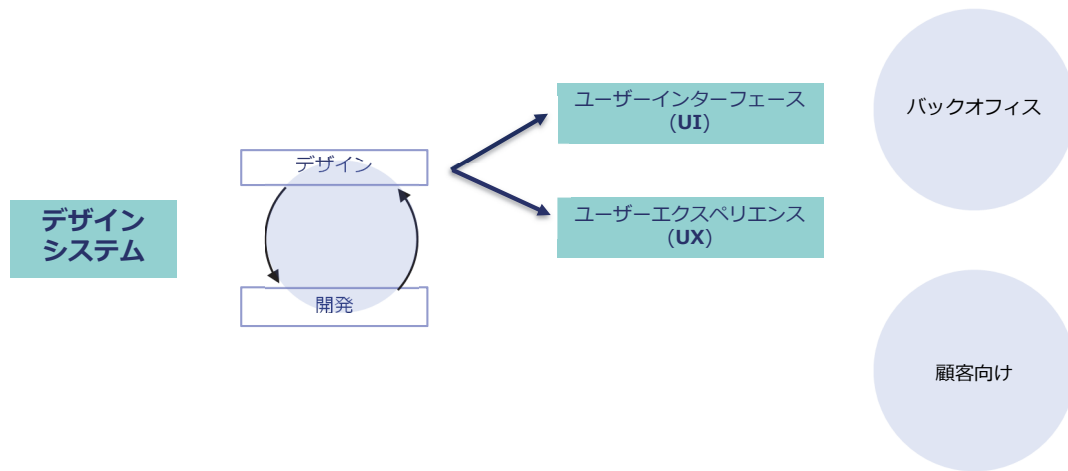 デザイン
システム
デザイン
開発
ユーザーインターフェース
(UI)
ユーザーエクスペリエンス
(UX)
バックオフィス
顧客向け